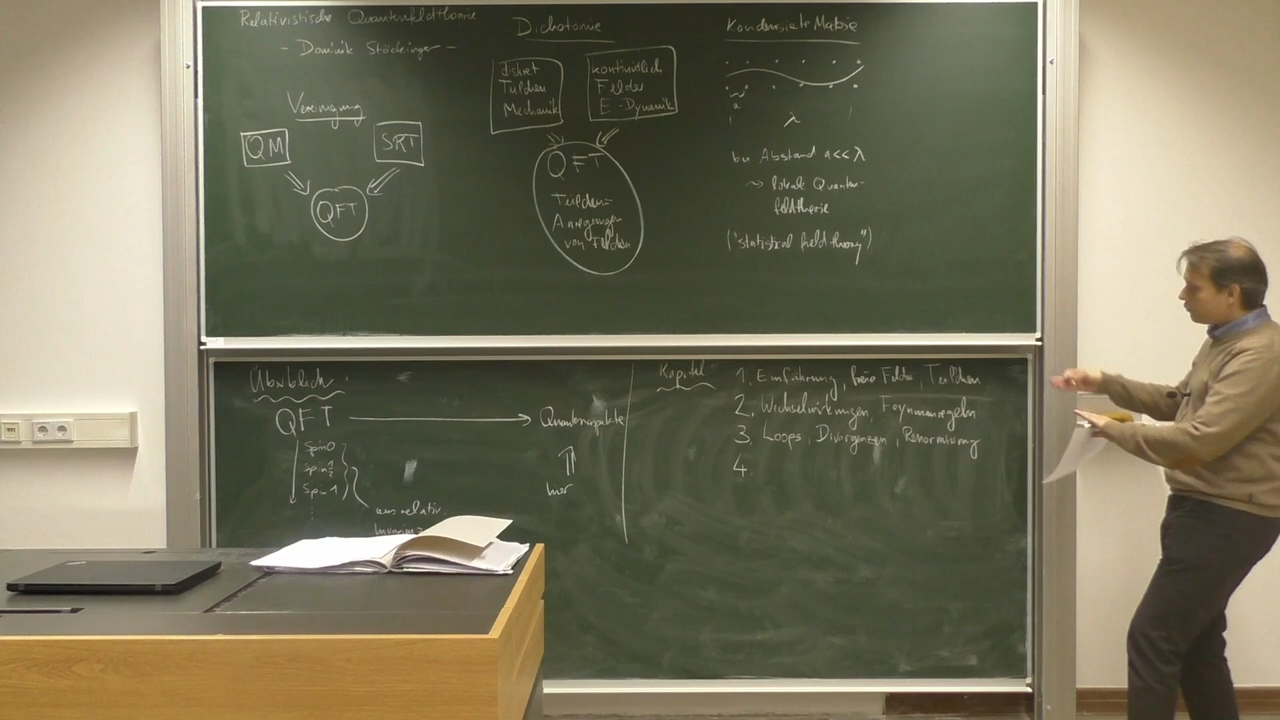 Relativistische Quantenfeldtheorie
- Dominik Stöckinger -
Vereinigung
QM
SRT
QFT
Dichotomie
diskret
Teilchen
Mechanik
kontinuierlich
Felder
E-Dynamik
QFT
Teilchen=
Anregungen
von Feldern
Kondensierte Materie
a
λ
bei Abstand a<<λ
~> lokale Quanten-
feldtheorie
("statistical field theory")
Überblick
QFT
Quantenaspekte
Spin 0
Spin ½
Spin 1
aus relativ.
Invarianz
hier
Kapitel
1. Einführung, freie Felder, Teilchen
2. Wechselwirkungen, Feynmanregeln
3. Loops, Divergenzen, Renormierung
4.